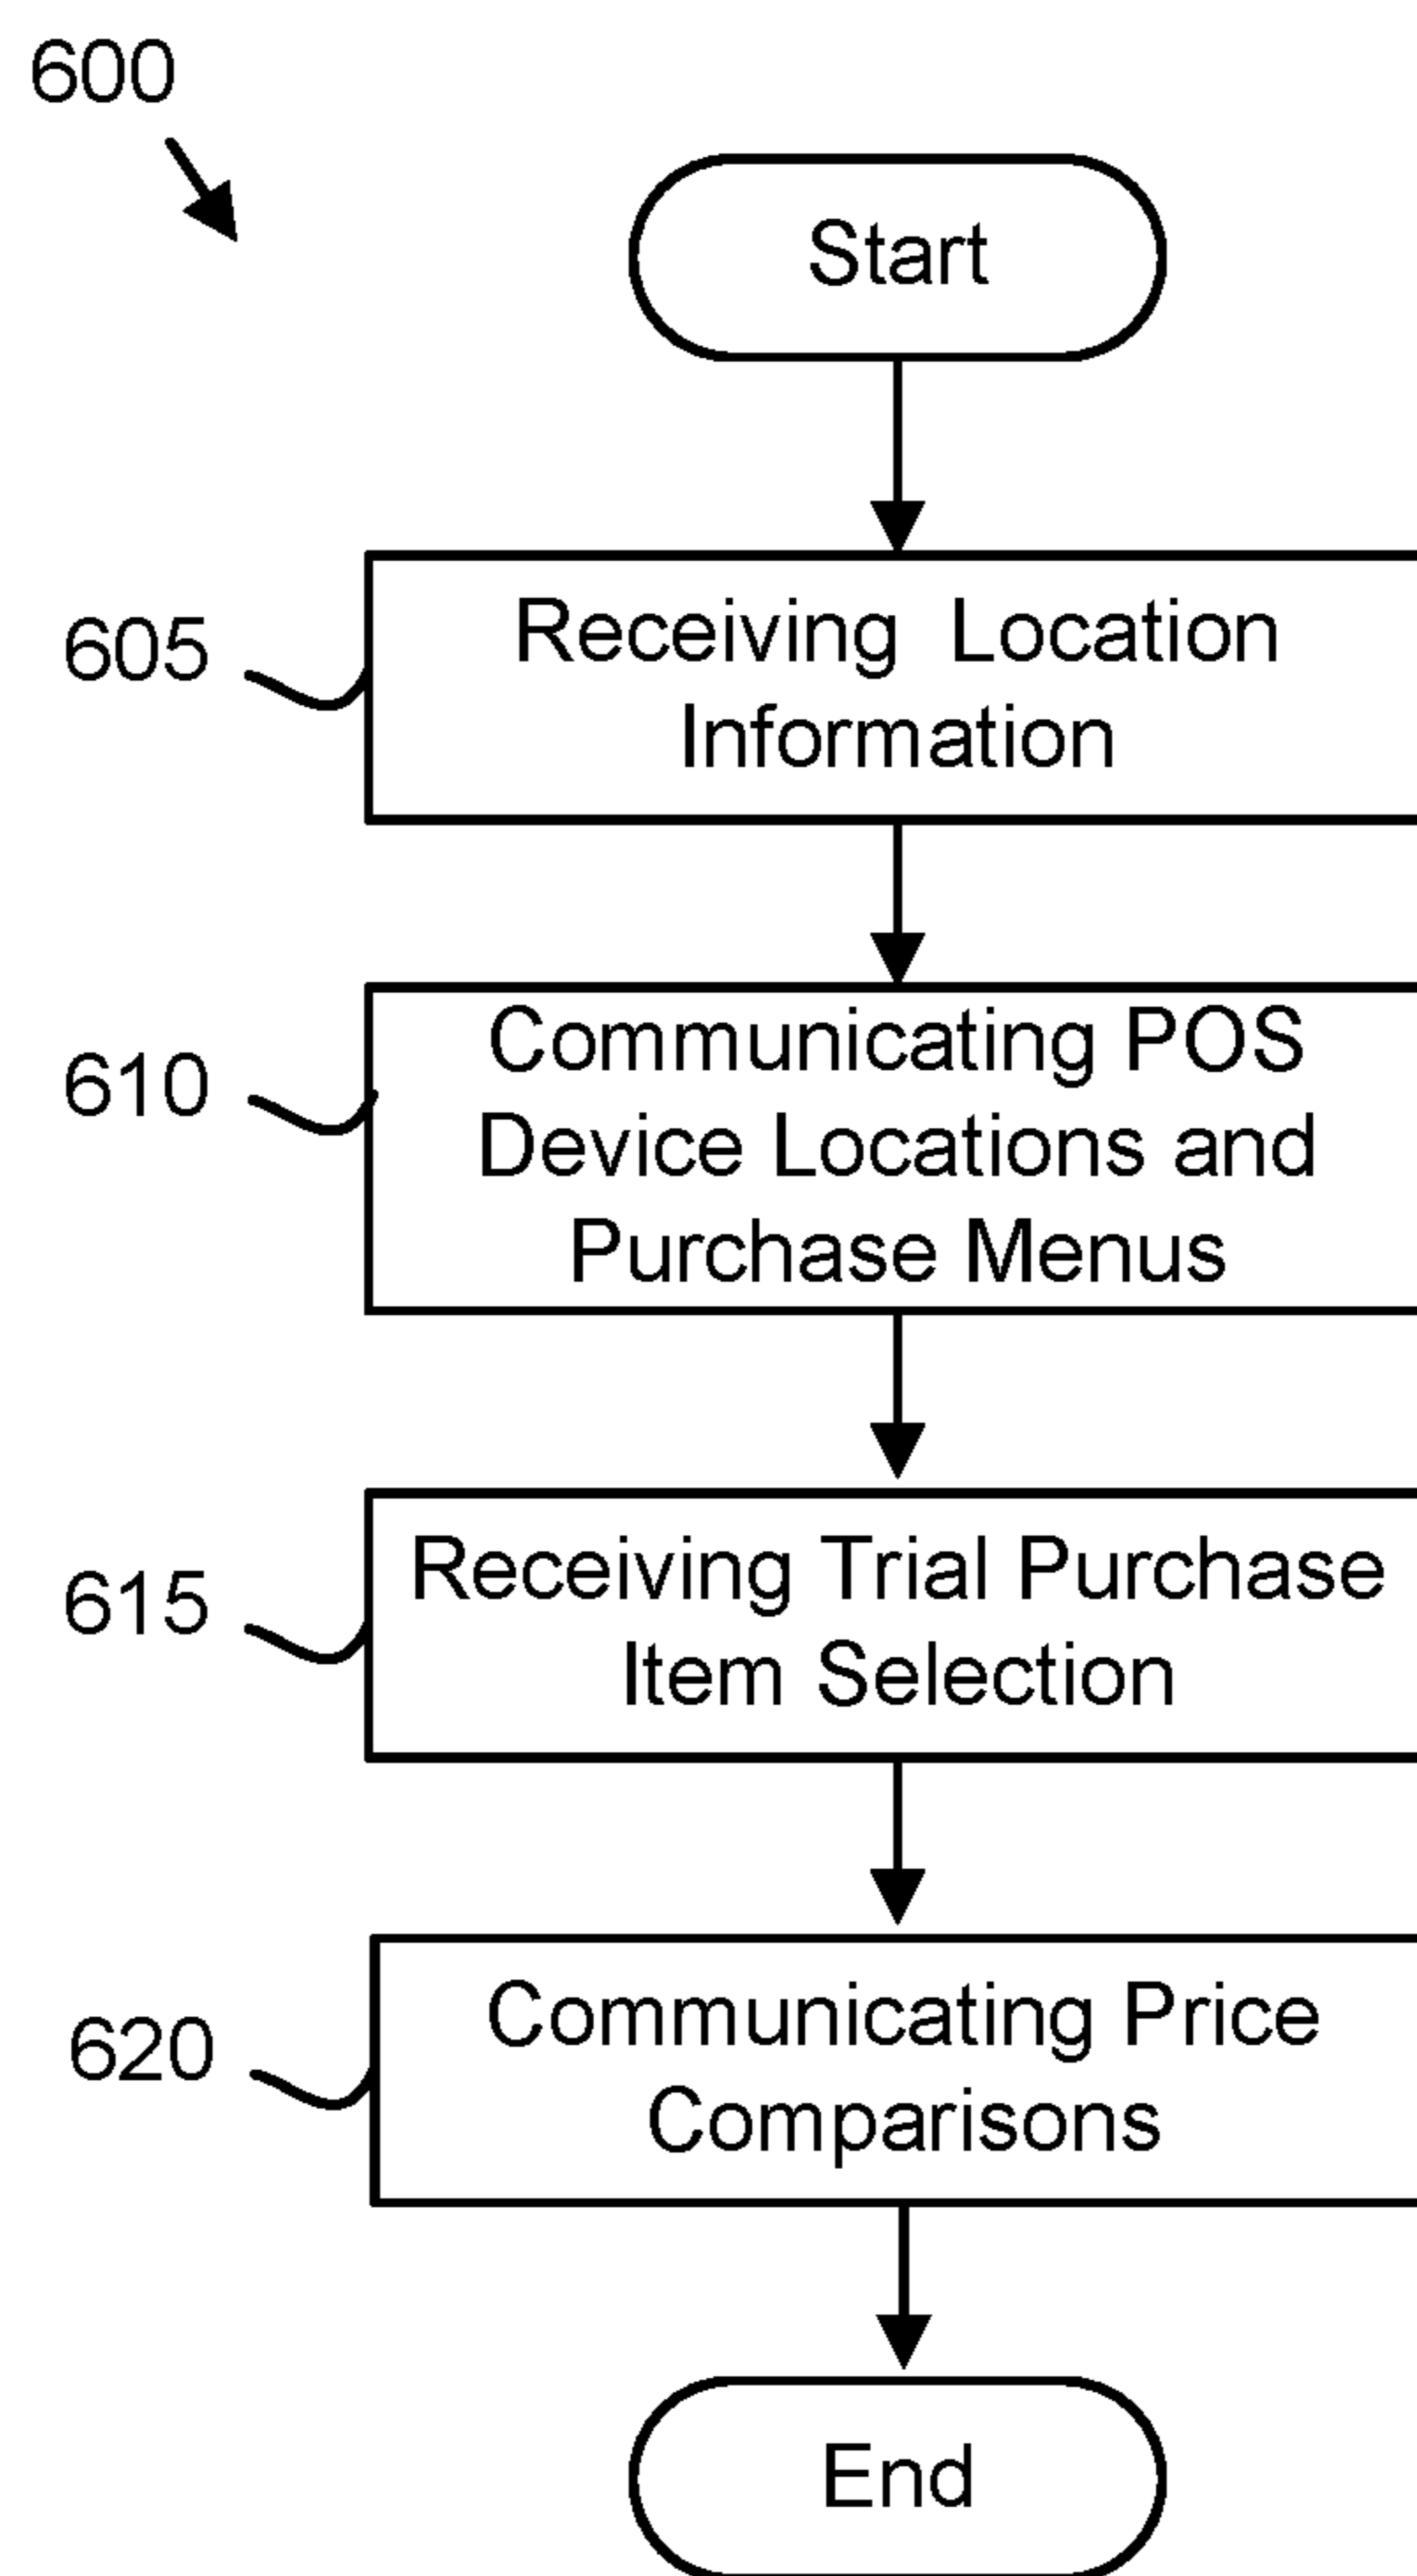 600
Start
605
Receiving Location
Information
610
Communicating POS
Device Locations and
Purchase Menus
615
Receiving Trial Purchase
Item Selection
620
Communicating Price
Comparisons
End